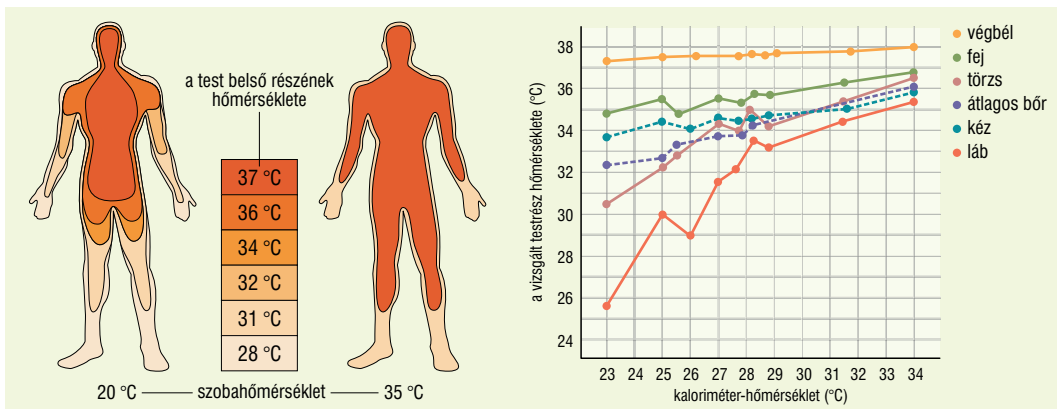 a test belső részének
hőmérséklete
37 °C
36 °C
34 °C
32 °C
31 °C
28 °C
20 °C
szobahőmérséklet
35 °C
a vizsgált testrész hőmérséklete (°C)
38
36
34
32
30
28
26
24
23 24 25 26 27 28 29 30 31 32 33 34
kaloriméter-hőmérséklet (°C)
végbél
fej
törzs
átlagos bőr
kéz
láb